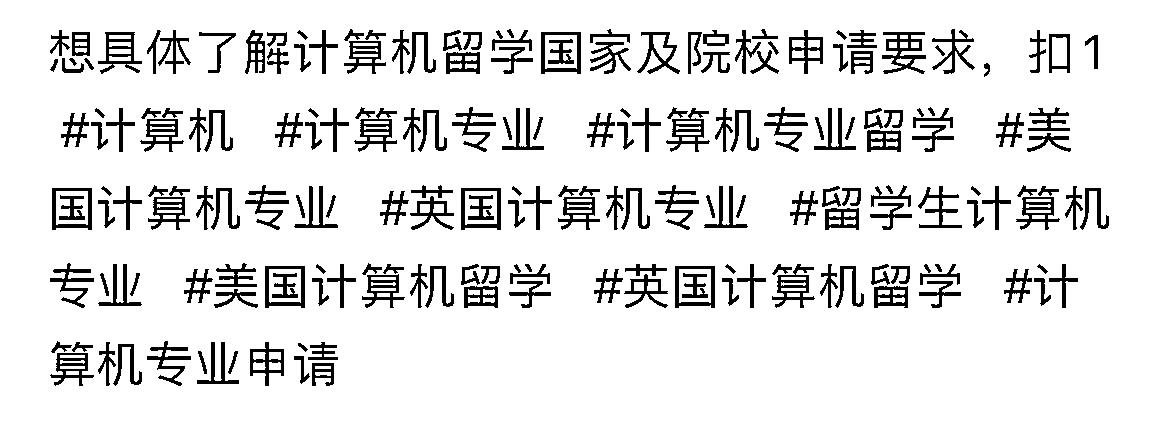 想具体了解计算机留学国家及院校申请要求，扣1
#计算机 #计算机专业 #计算机专业留学 #美
国计算机专业 #英国计算机专业 #留学生计算机
专业 #美国计算机留学 #英国计算机留学 #计
算机专业申请